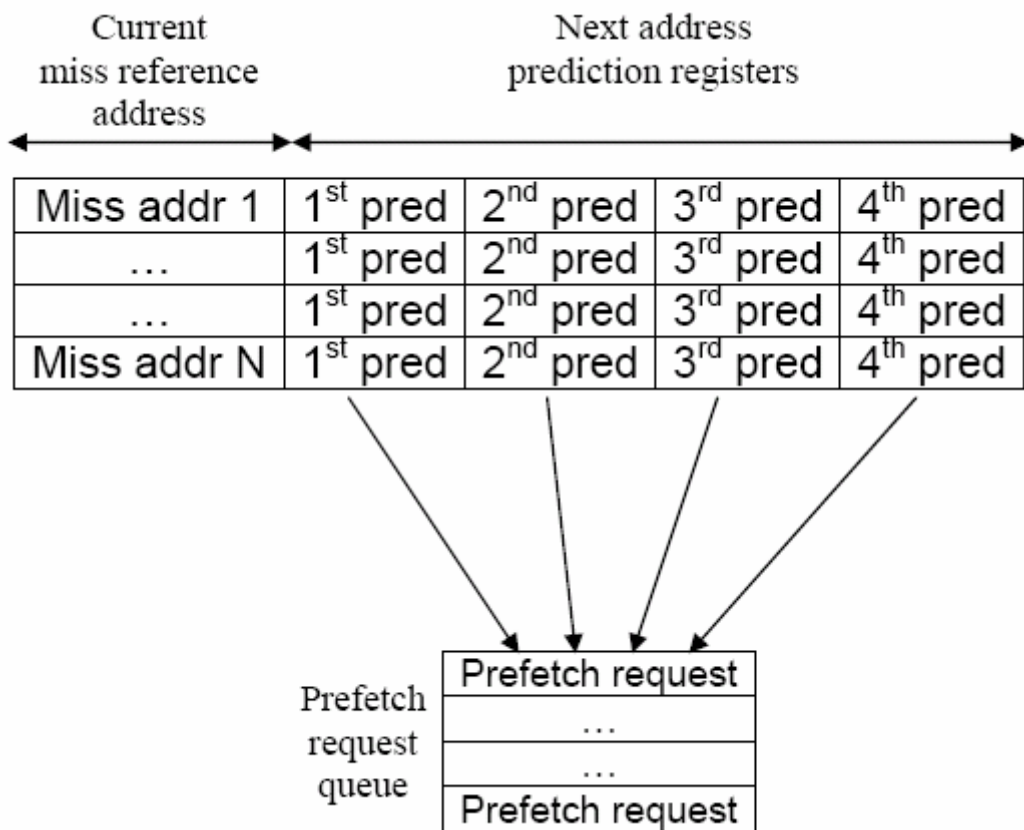 Current
miss reference
address
Next address
prediction registers
Miss addr 1 1st pred 2nd pred 3rd pred 4th pred
... 1st pred 2nd pred 3rd pred 4th pred
... 1st pred 2nd pred 3rd pred 4th pred
Miss addr N 1st pred 2nd pred 3rd pred 4th pred
Prefetch
request
queue
Prefetch request
...
...
Prefetch request